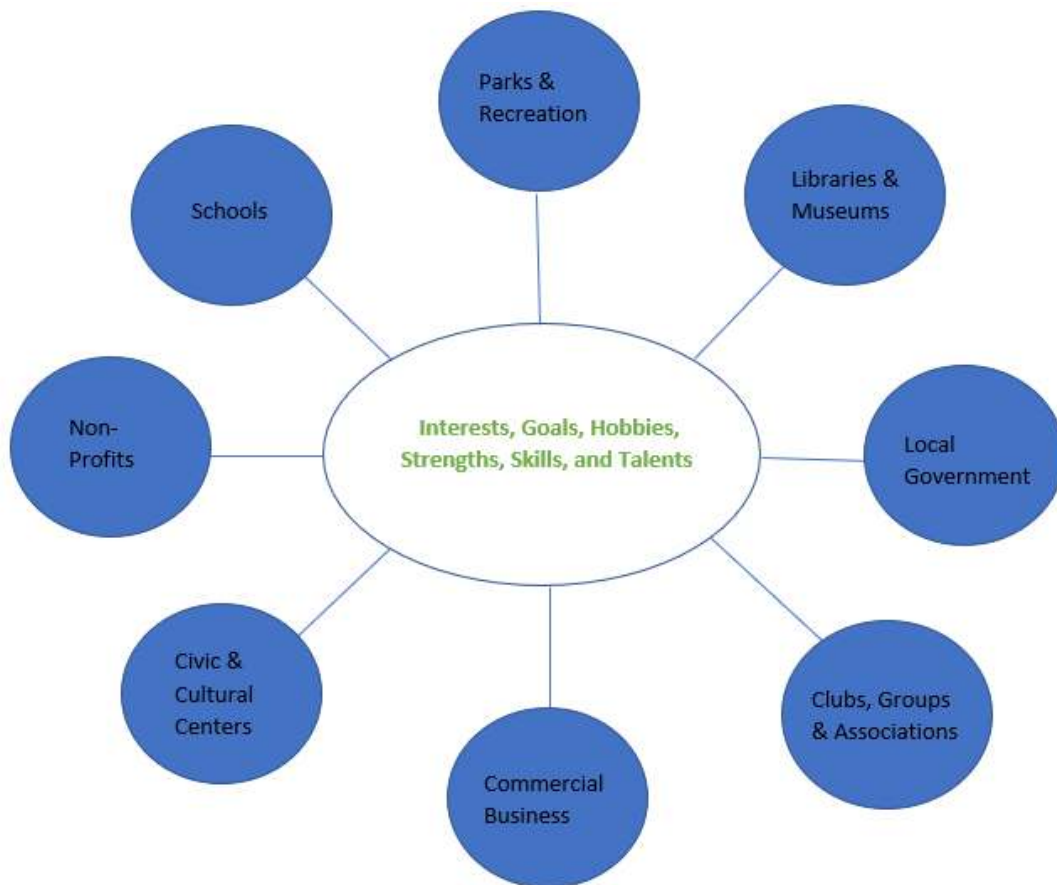 Parks &
Recreation
Libraries &
Museums
Schools
Interests, Goals, Hobbies,
Strengths, Skills, and Talents
Non-
Profits
Local
Government
Civic &
Cultural
Centers
Clubs, Groups
& Associations
Commercial
Business